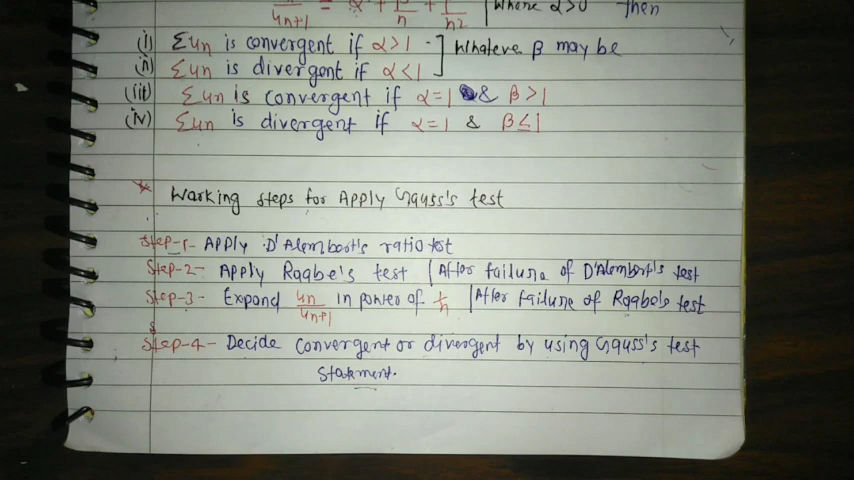 un/un+1 = α + β/n + r/n2 | Where α>0 then
(i) Σun is convergent if α>1 ] Whateve β may be
(ii) Σun is divergent if α<1
(iii) Σun is convergent if α=1 & β>1
(iv) Σun is divergent if α=1 & β≤1
* Working steps for Apply Gauss's test
Step-1- Apply D'Alembert's ratio test
Step-2- Apply Raabe's test | After failure of D'Alembert's test
Step-3- Expand un/un+1 in power of 1/n | After failure of Raabe's test
Step-4- Decide convergent or divergent by using Gauss's test
Statment.